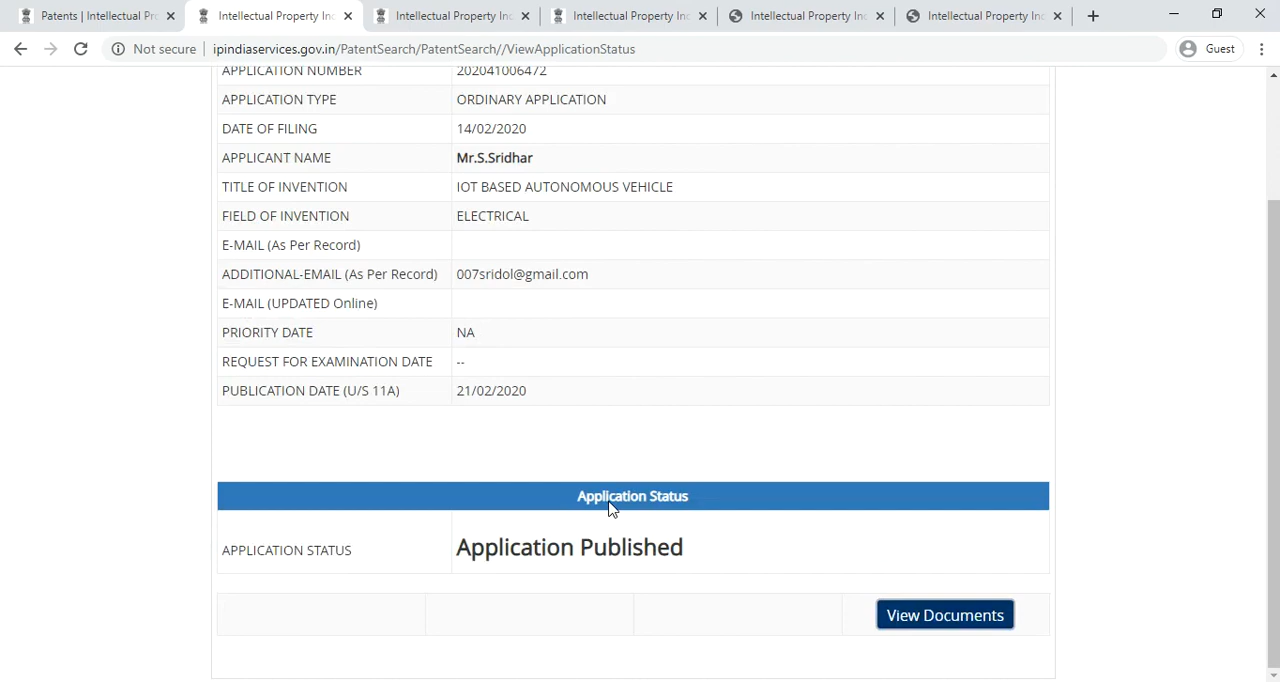 Patents | Intellectual Pr
Intellectual Property Inc
Intellectual Property Ind
Intellectual Property Ind
Intellectual Property Ind
Intellectual Property Ind
Not secure
ipindiaservices.gov.in/PatentSearch/PatentSearch//ViewApplicationStatus
Guest
APPLICATION NUMBER 202041006472
APPLICATION TYPE ORDINARY APPLICATION
DATE OF FILING 14/02/2020
APPLICANT NAME Mr.S.Sridhar
TITLE OF INVENTION IOT BASED AUTONOMOUS VEHICLE
FIELD OF INVENTION ELECTRICAL
E-MAIL (As Per Record)
ADDITIONAL-EMAIL (As Per Record) 007sridol@gmail.com
E-MAIL (UPDATED Online)
PRIORITY DATE NA
REQUEST FOR EXAMINATION DATE --
PUBLICATION DATE (U/S 11A) 21/02/2020
Application Status
APPLICATION STATUS Application Published
View Documents